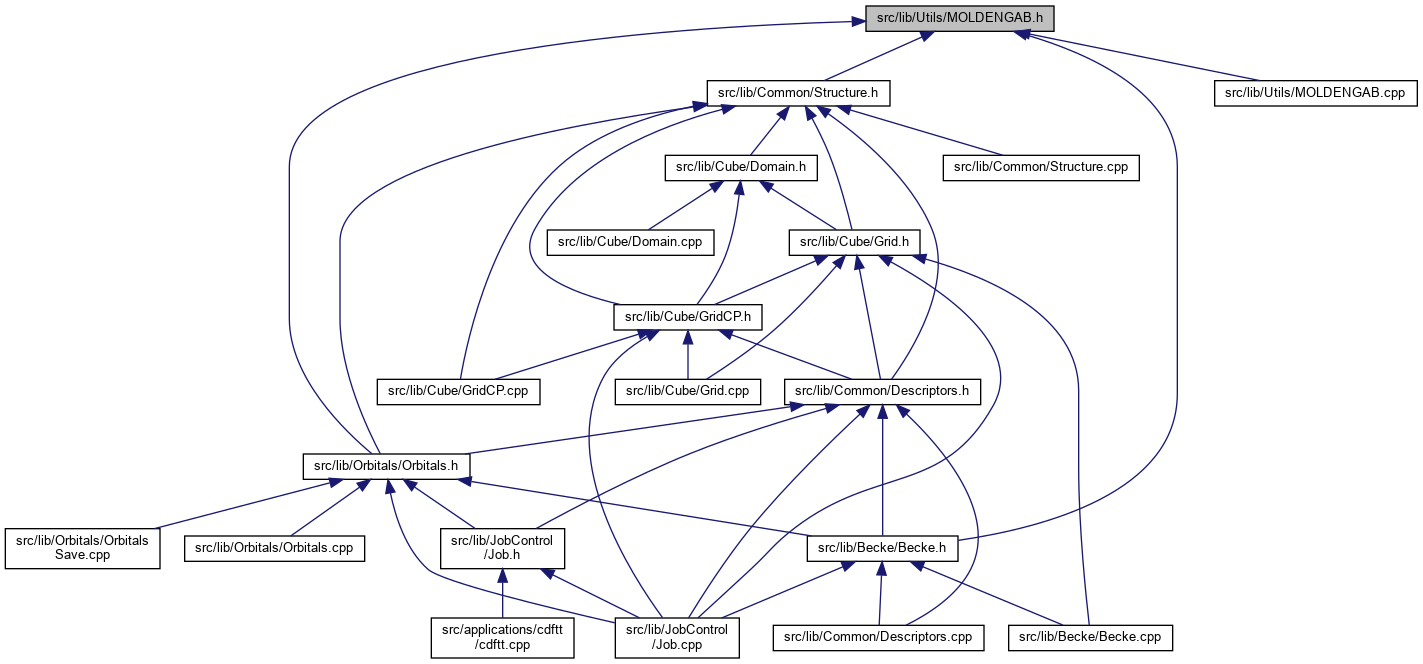 src/lib/Utils/MOLDENGAB.h
src/lib/Common/Structure.h
src/lib/Utils/MOLDENGAB.cpp
src/lib/Cube/Domain.h
src/lib/Common/Structure.cpp
src/lib/Cube/Domain.cpp
src/lib/Cube/Grid.h
src/lib/Cube/GridCP.h
src/lib/Cube/GridCP.cpp
src/lib/Cube/Grid.cpp
src/lib/Common/Descriptors.h
src/lib/Orbitals/Orbitals.h
src/lib/Orbitals/Orbitals
Save.cpp
src/lib/Orbitals/Orbitals.cpp
src/lib/JobControl
/Job.h
src/lib/Becke/Becke.h
src/applications/cdftt
/cdftt.cpp
src/lib/JobControl
/Job.cpp
src/lib/Common/Descriptors.cpp
src/lib/Becke/Becke.cpp